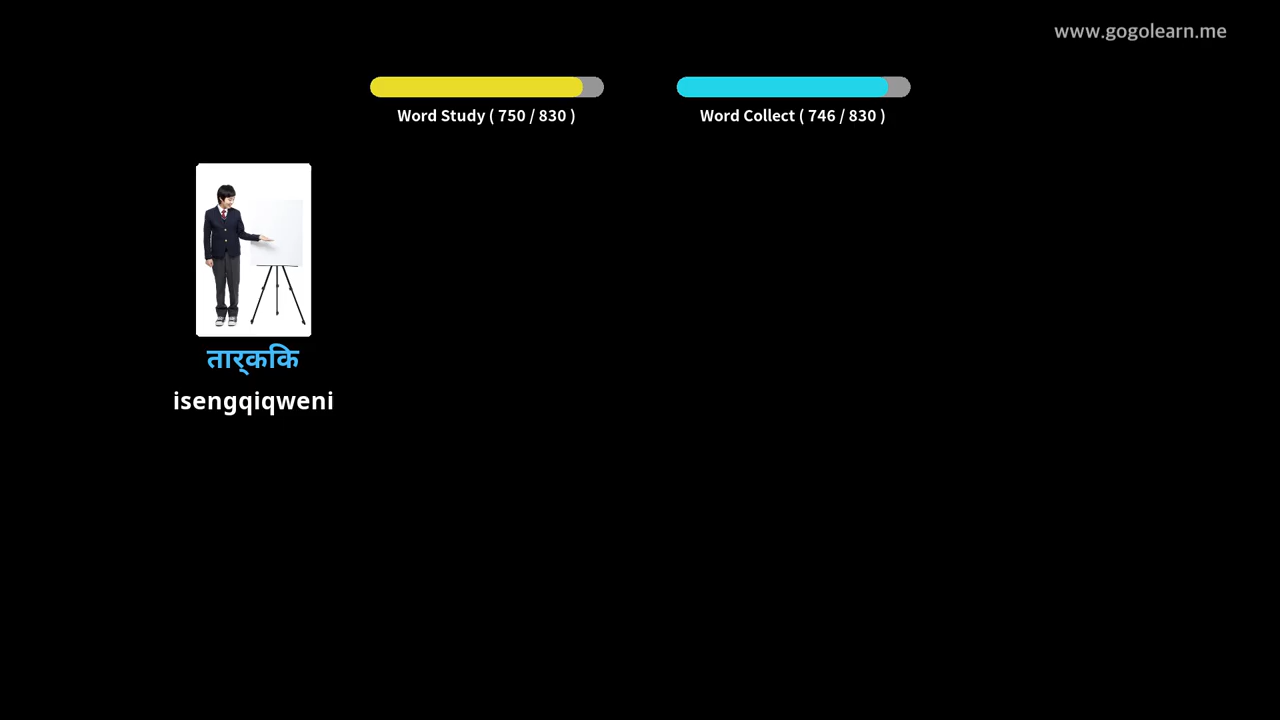 www.gogolearn.me
Word Study ( 750 / 830 )
Word Collect ( 746 / 830 )
तार्किक
isengqiqweni